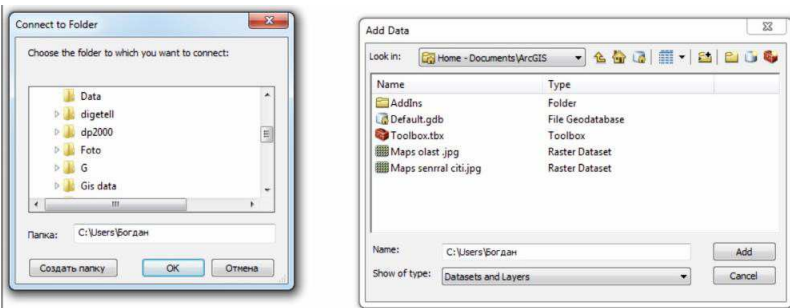 Connect to Folder
Choose the folder to which you want to connect:
Data
digetell
dp2000
Foto
G
Gis data
Папка: C:\Users\Богдан
Создать папку OK Отмена
Add Data
Look in: Home - Documents\ArcGIS
Name Type
AddIns Folder
Default.gdb File Geodatabase
Toolbox.tbx Toolbox
Maps olast .jpg Raster Dataset
Maps senrral citi.jpg Raster Dataset
Name: C:\Users\Богдан Add
Show of type: Datasets and Layers Cancel